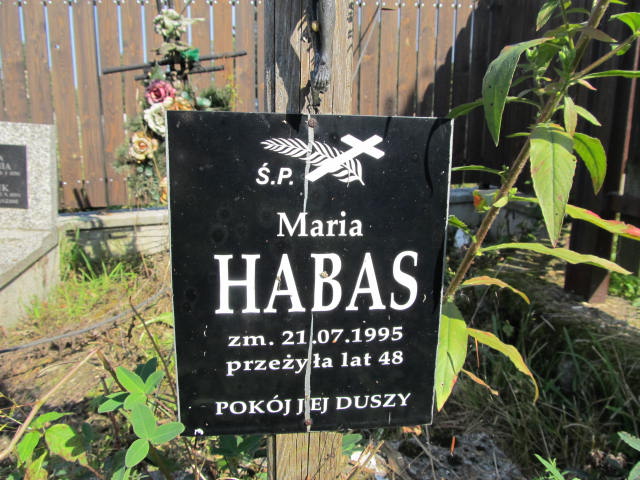 Ś.P.
Maria
HABAS
zm. 21.07.1995
przeżyła lat 48
POKÓJ JEJ DUSZY